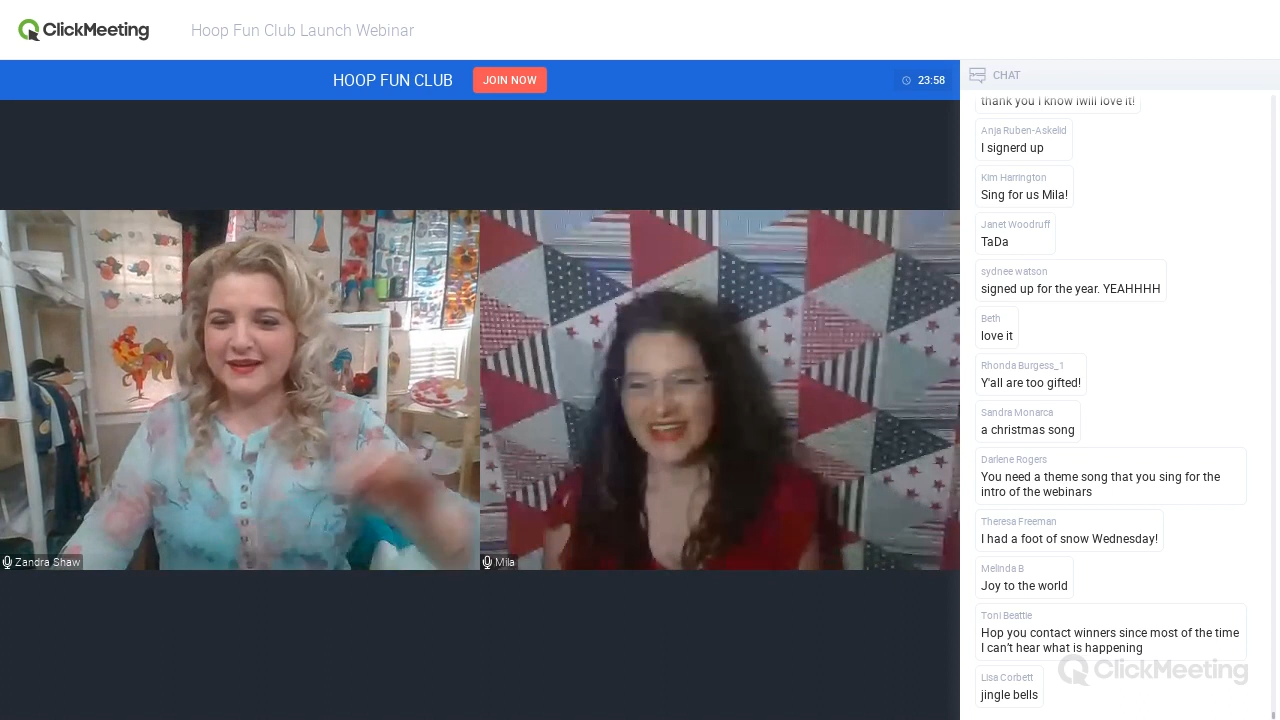 ClickMeeting
Hoop Fun Club Launch Webinar
HOOP FUN CLUB
JOIN NOW
23:58
Zandra Shaw
Mila
CHAT
thank you I know iwill love it!
Anja Ruben-Askelid
I signerd up
Kim Harrington
Sing for us Mila!
Janet Woodruff
TaDa
sydnee watson
signed up for the year. YEAHHHH
Beth
love it
Rhonda Burgess_1
Y'all are too gifted!
Sandra Monarca
a christmas song
Darlene Rogers
You need a theme song that you sing for the
intro of the webinars
Theresa Freeman
I had a foot of snow Wednesday!
Melinda B
Joy to the world
Toni Beattie
Hop you contact winners since most of the time
I can't hear what is happening
Lisa Corbett
jingle bells
ClickMeeting